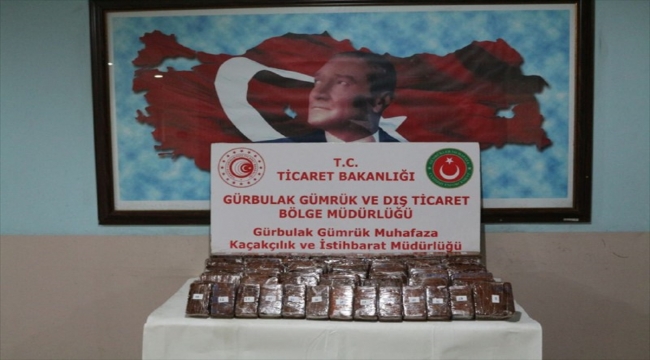 T.C.
TİCARET BAKANLIĞI
GÜRBULAK GÜMRÜK VE DIŞ TİCARET
BÖLGE MÜDÜRLÜĞÜ
Gürbulak Gümrük Muhafaza
Kaçakçılık ve İstihbarat Müdürlüğü